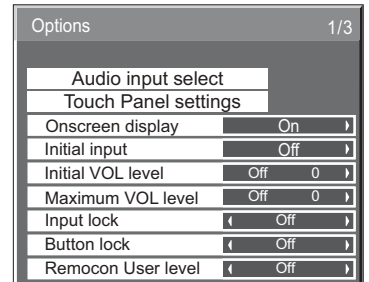 Options 1/3
Audio input select
Touch Panel settings
Onscreen display On
Initial input Off
Initial VOL level Off 0
Maximum VOL level Off 0
Input lock Off
Button lock Off
Remocon User level Off